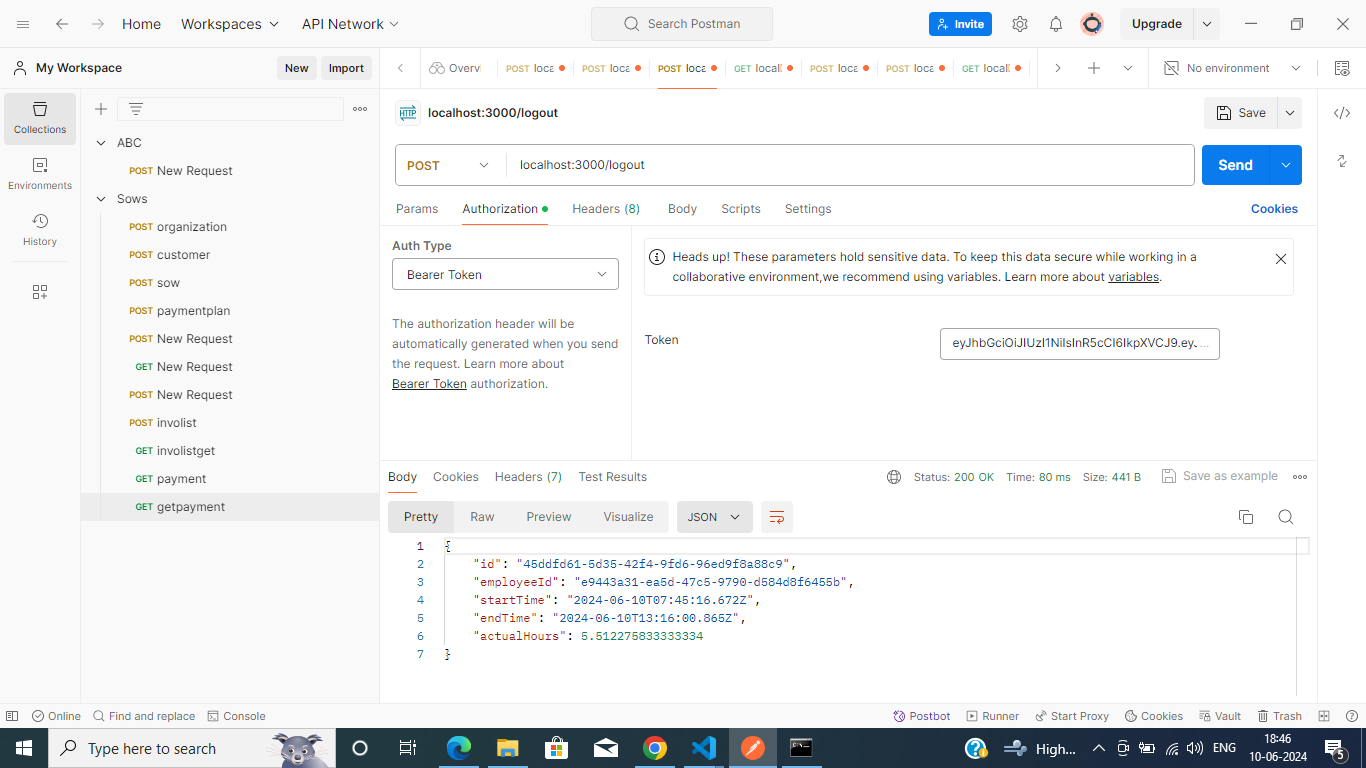 Home Workspaces API Network Search Postman Invite Upgrade
My Workspace New Import
Overvi POST loca POST loca POST loca GET locall POST loca POST loca GET locall No environment
Collections
Environments
History
ABC
POST New Request
Sows
POST organization
POST customer
POST sow
POST paymentplan
POST New Request
GET New Request
POST New Request
POST involist
GET involistget
GET payment
GET getpayment
HTTP localhost:3000/logout Save
POST localhost:3000/logout Send
Params Authorization Headers (8) Body Scripts Settings Cookies
Auth Type
Bearer Token
The authorization header will be
automatically generated when you send
the request. Learn more about
Bearer Token authorization.
Heads up! These parameters hold sensitive data. To keep this data secure while working in a
collaborative environment,we recommend using variables. Learn more about variables.
Token eyJhbGciOiJIUzI1NiIsInR5cCI6IkpXVCJ9.eyJ...
Body Cookies Headers (7) Test Results Status: 200 OK Time: 80 ms Size: 441 B Save as example
Pretty Raw Preview Visualize JSON
1 {
2 "id": "45ddfd61-5d35-42f4-9fd6-96ed9f8a88c9",
3 "employeeId": "e9443a31-ea5d-47c5-9790-d584d8f6455b",
4 "startTime": "2024-06-10T07:45:16.672Z",
5 "endTime": "2024-06-10T13:16:00.865Z",
6 "actualHours": 5.512275833333334
7 }
Online Find and replace Console Postbot Runner Start Proxy Cookies Vault Trash
Type here to search High... ENG 18:46
10-06-2024 5